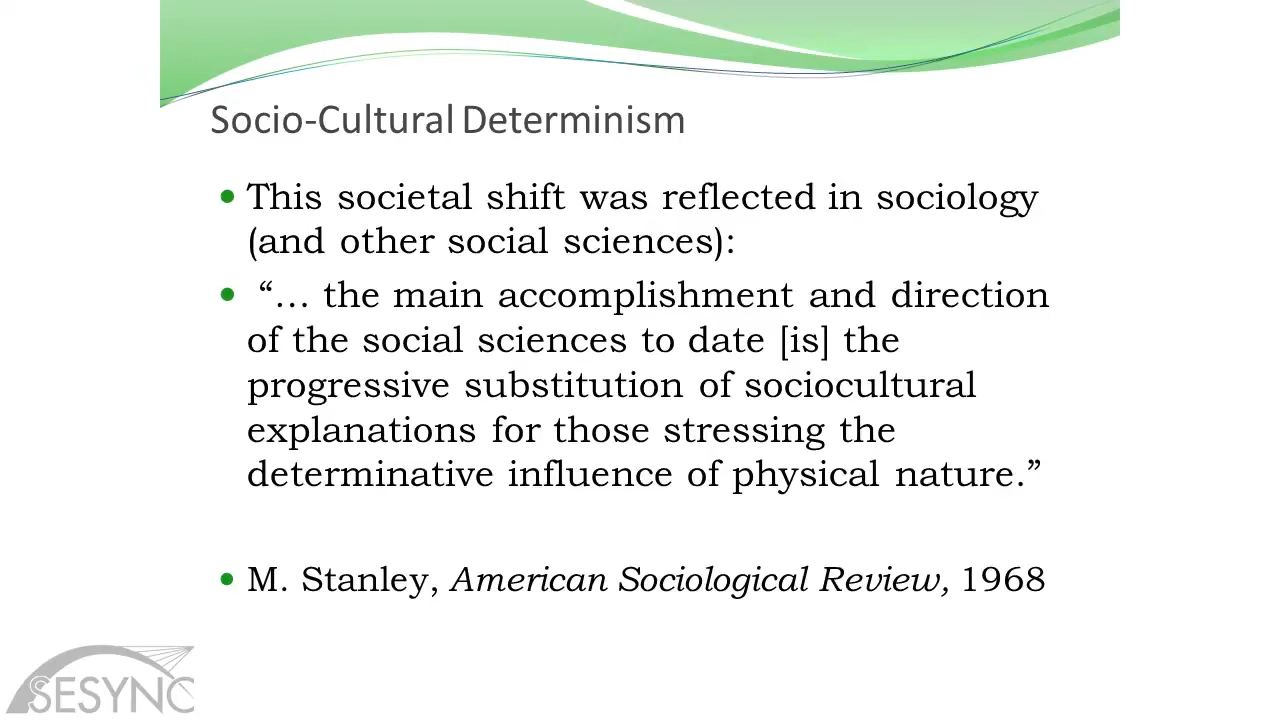 Socio-Cultural Determinism
This societal shift was reflected in sociology
(and other social sciences):
“… the main accomplishment and direction
of the social sciences to date [is] the
progressive substitution of sociocultural
explanations for those stressing the
determinative influence of physical nature.”
M. Stanley, American Sociological Review, 1968
SESYNC